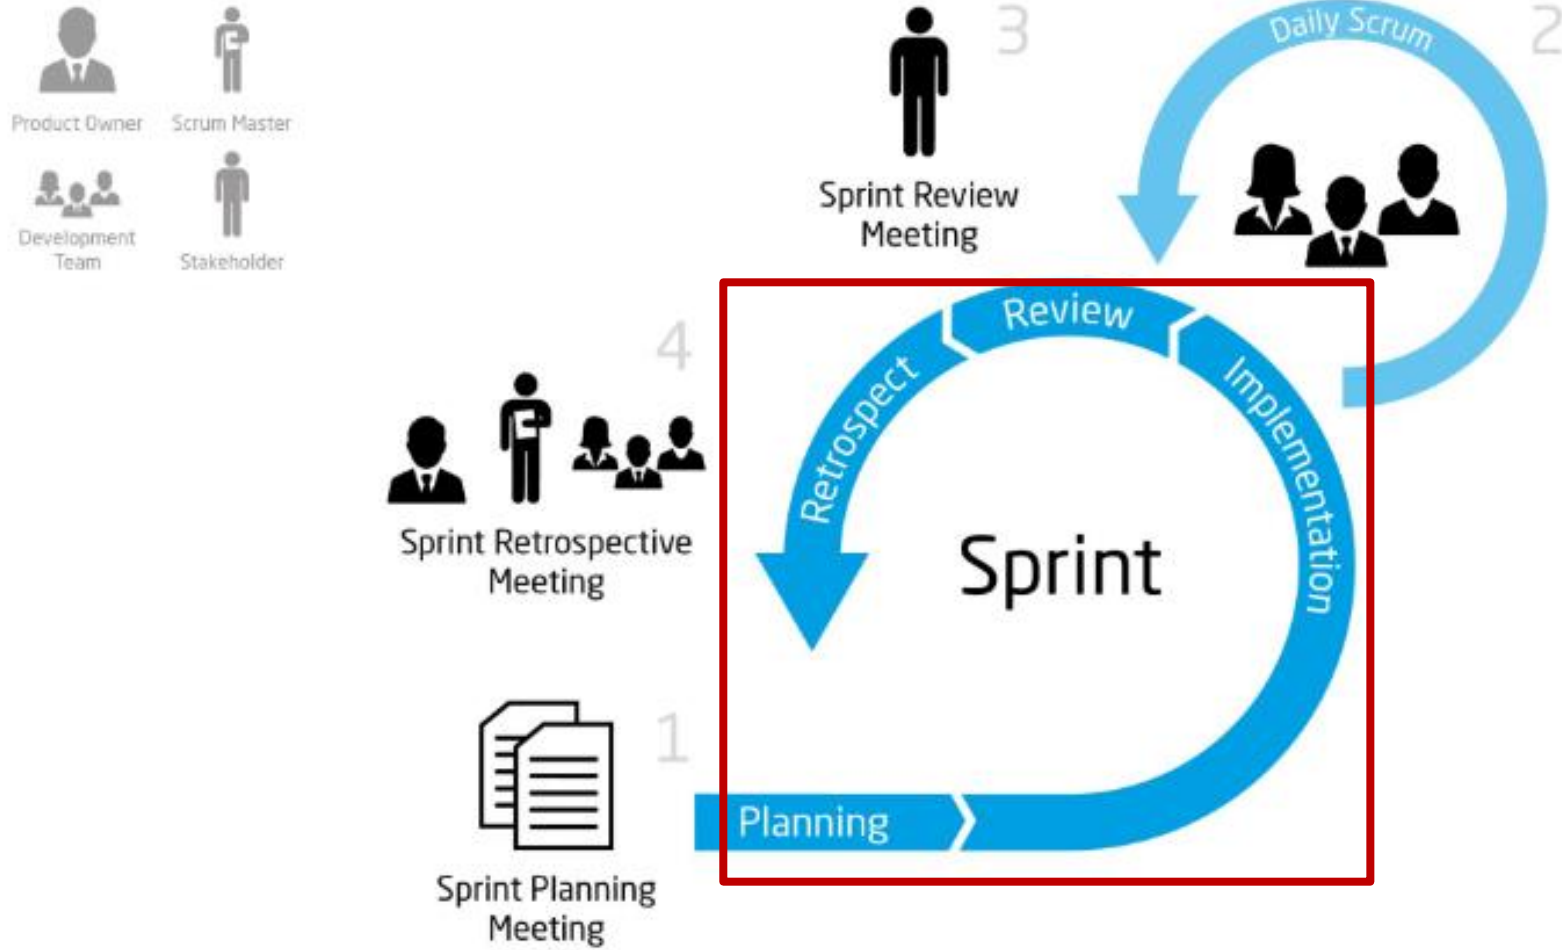 Product Owner
Scrum Master
Development
Team
Stakeholder
3
Sprint Review
Meeting
Daily Scrum
2
4
Sprint Retrospective
Meeting
Retrospect
Review
Implementation
Sprint
1
Sprint Planning
Meeting
Planning